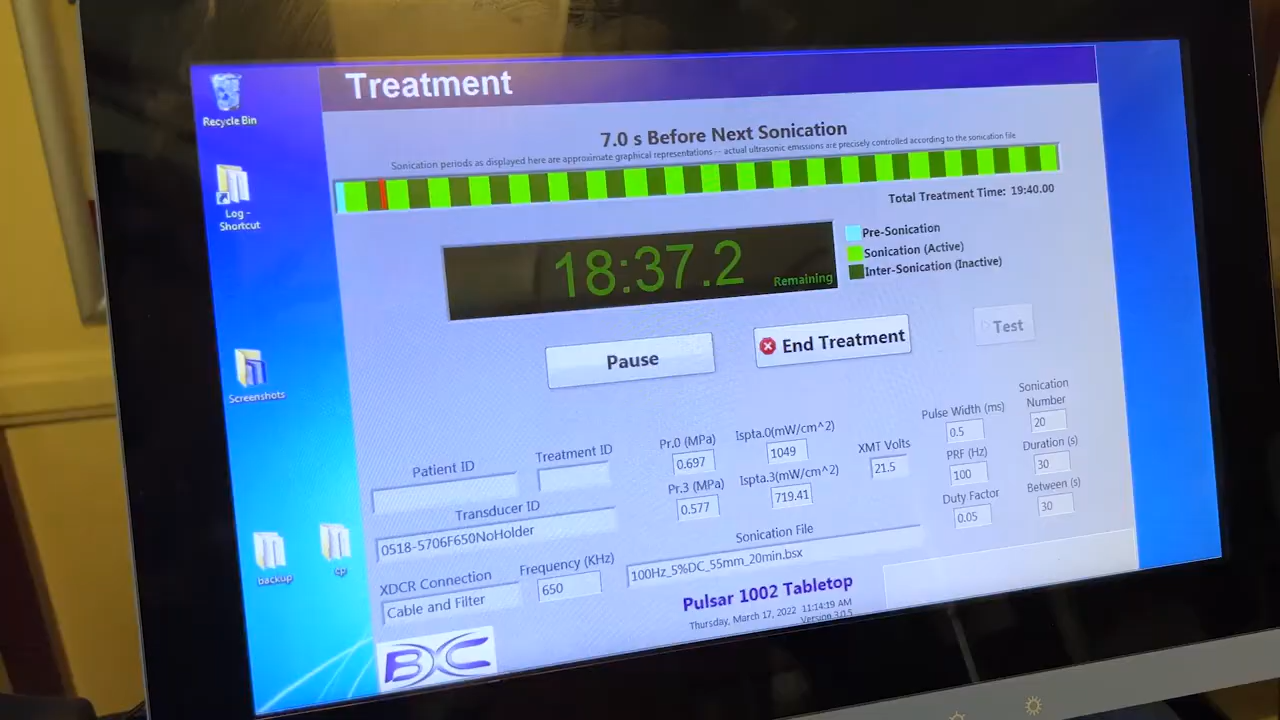 Treatment
Recycle Bin
7.0 s Before Next Sonication
Sonication periods as displayed here are approximate graphical representations -- actual ultrasonic emissions are precisely controlled according to the sonication file
Log -
Shortcut
Total Treatment Time: 19:40.00
18:37.2
Remaining
Pre-Sonication
Sonication (Active)
Inter-Sonication (Inactive)
Pause
End Treatment
Test
Screenshots
Patient ID
Treatment ID
Transducer ID
0518-5706F650NoHolder
XDCR Connection
Cable and Filter
Frequency (KHz)
650
Pr.0 (MPa)
0.697
Pr.3 (MPa)
0.577
Ispta.0(mW/cm^2)
1049
Ispta.3(mW/cm^2)
719.41
XMT Volts
21.5
Pulse Width (ms)
0.5
PRF (Hz)
100
Duty Factor
0.05
Sonication
Number
20
Duration (s)
30
Between (s)
30
Sonication File
100Hz_5%DC_55mm_20min.bsx
Pulsar 1002 Tabletop
Thursday, March 17, 2022 11:14:19 AM
Version 3.0.5
backup
cp
BXC